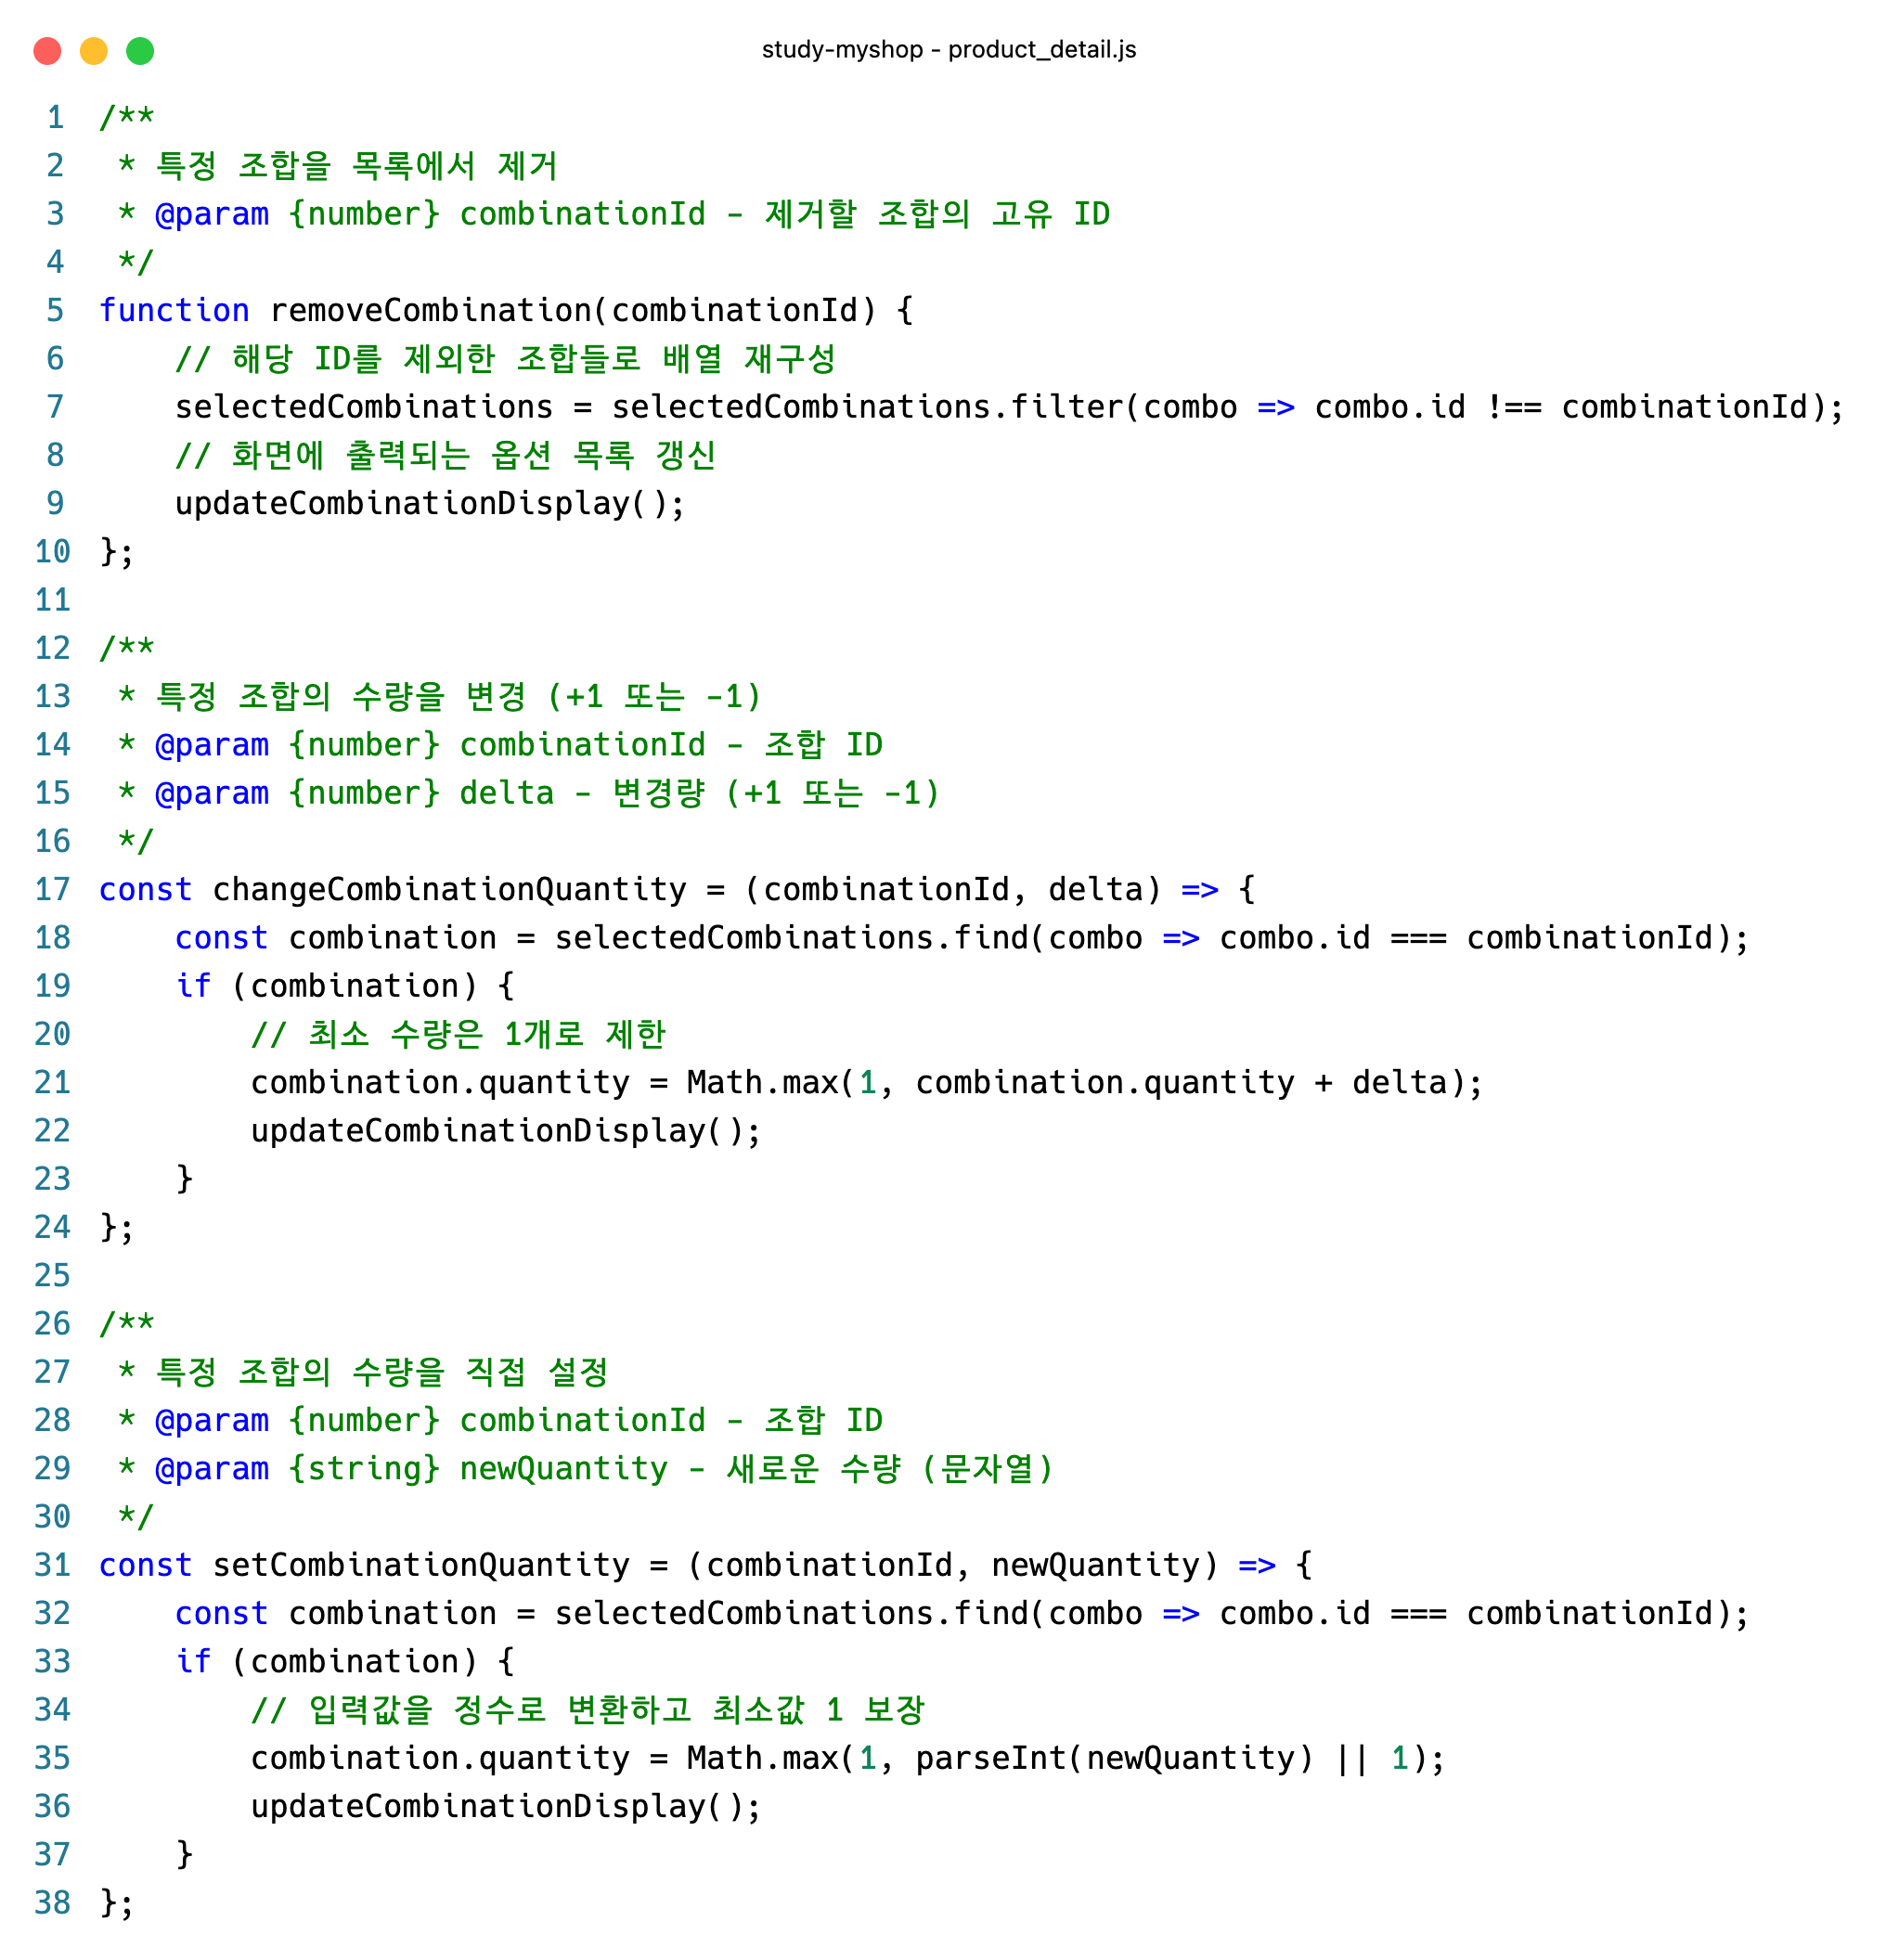 study-myshop - product_detail.js
1 /**
2  * 특정 조합을 목록에서 제거
3  * @param {number} combinationId - 제거할 조합의 고유 ID
4  */
5 function removeCombination(combinationId) {
6     // 해당 ID를 제외한 조합들로 배열 재구성
7     selectedCombinations = selectedCombinations.filter(combo => combo.id !== combinationId);
8     // 화면에 출력되는 옵션 목록 갱신
9     updateCombinationDisplay();
10 };
11
12 /**
13  * 특정 조합의 수량을 변경 (+1 또는 -1)
14  * @param {number} combinationId - 조합 ID
15  * @param {number} delta - 변경량 (+1 또는 -1)
16  */
17 const changeCombinationQuantity = (combinationId, delta) => {
18     const combination = selectedCombinations.find(combo => combo.id === combinationId);
19     if (combination) {
20         // 최소 수량은 1개로 제한
21         combination.quantity = Math.max(1, combination.quantity + delta);
22         updateCombinationDisplay();
23     }
24 };
25
26 /**
27  * 특정 조합의 수량을 직접 설정
28  * @param {number} combinationId - 조합 ID
29  * @param {string} newQuantity - 새로운 수량 (문자열)
30  */
31 const setCombinationQuantity = (combinationId, newQuantity) => {
32     const combination = selectedCombinations.find(combo => combo.id === combinationId);
33     if (combination) {
34         // 입력값을 정수로 변환하고 최소값 1 보장
35         combination.quantity = Math.max(1, parseInt(newQuantity) || 1);
36         updateCombinationDisplay();
37     }
38 };